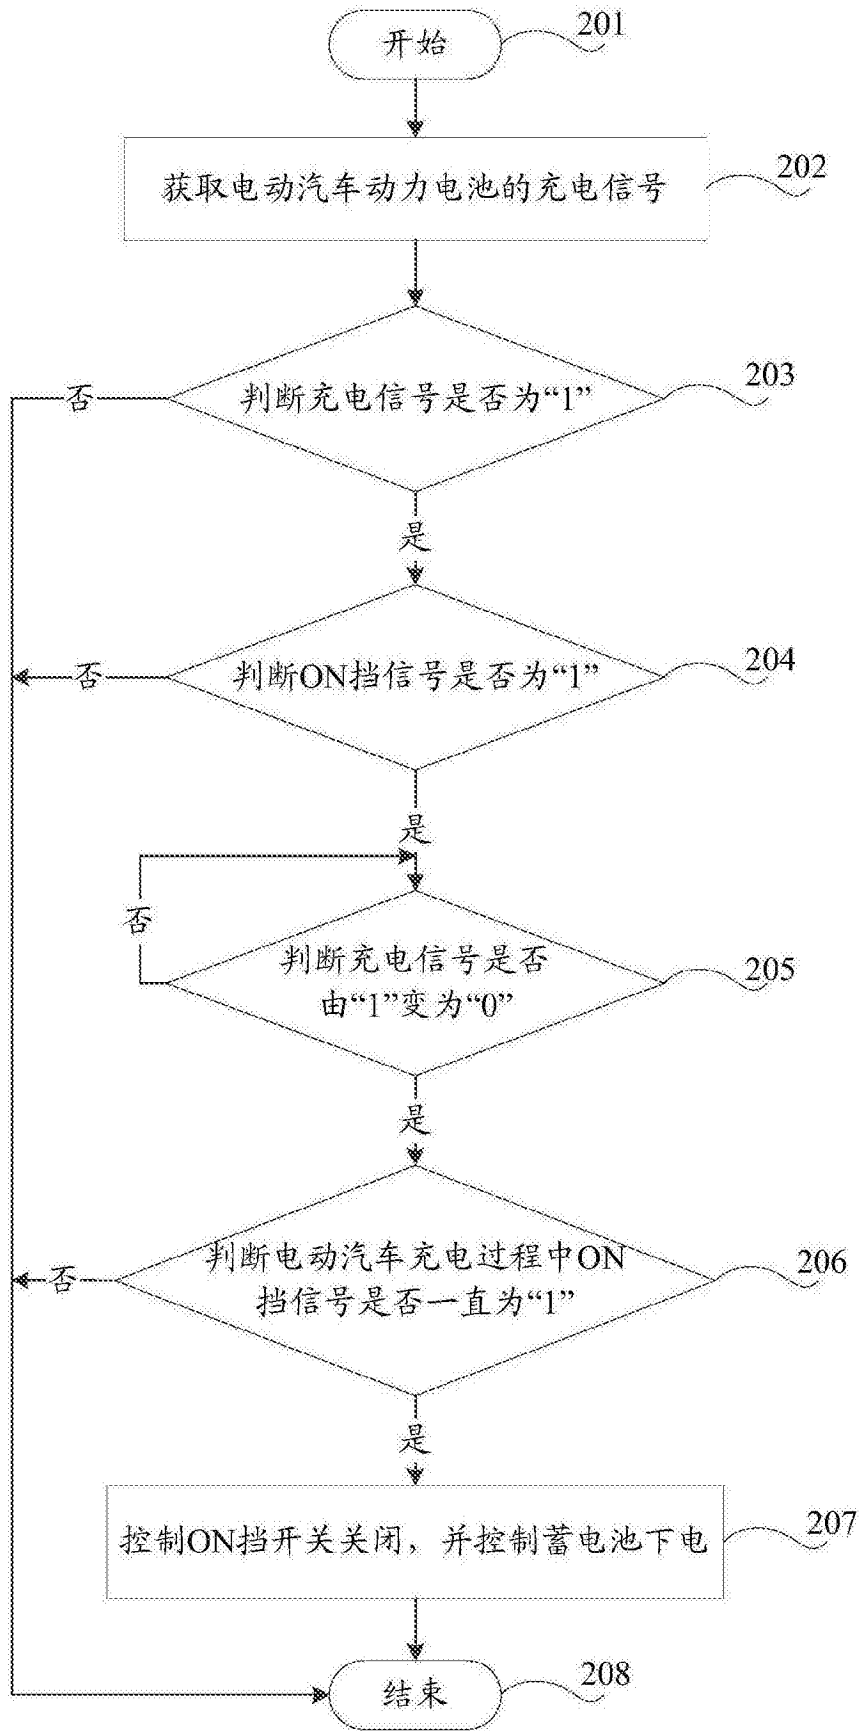 开始
201
获取电动汽车动力电池的充电信号
202
判断充电信号是否为“1”
203
否
是
判断ON挡信号是否为“1”
204
否
是
否
判断充电信号是否
由“1”变为“0”
205
是
判断电动汽车充电过程中ON
挡信号是否一直为“1”
206
否
是
控制ON挡开关关闭，并控制蓄电池下电
207
结束
208